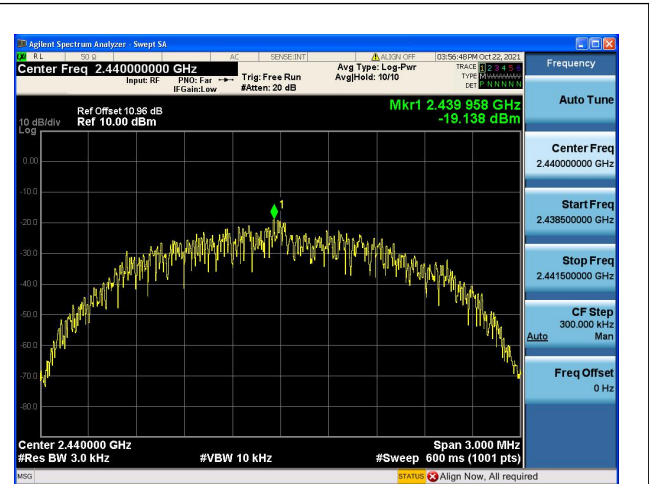 Agilent Spectrum Analyzer - Swept SA
RL 50 Ω AC SENSE:INT ALIGN OFF 03:56:48 PM Oct 22, 2021
Center Freq 2.440000000 GHz
Input: RF PNO: Far Trig: Free Run Avg Type: Log-Pwr TRACE 1 2 3 4 5 6
IFGain:Low #Atten: 20 dB Avg|Hold: 10/10 TYPE M
DET P N N N N N
Mkr1 2.439 958 GHz
-19.138 dBm
Ref Offset 10.96 dB
10 dB/div Ref 10.00 dBm
Log
0.00
-10.0
1
-20.0
-30.0
-40.0
-50.0
-60.0
-70.0
-80.0
Center 2.440000 GHz Span 3.000 MHz
#Res BW 3.0 kHz #VBW 10 kHz #Sweep 600 ms (1001 pts)
MSG STATUS Align Now, All required
Frequency
Auto Tune
Center Freq
2.440000000 GHz
Start Freq
2.438500000 GHz
Stop Freq
2.441500000 GHz
CF Step
300.000 kHz
Auto Man
Freq Offset
0 Hz